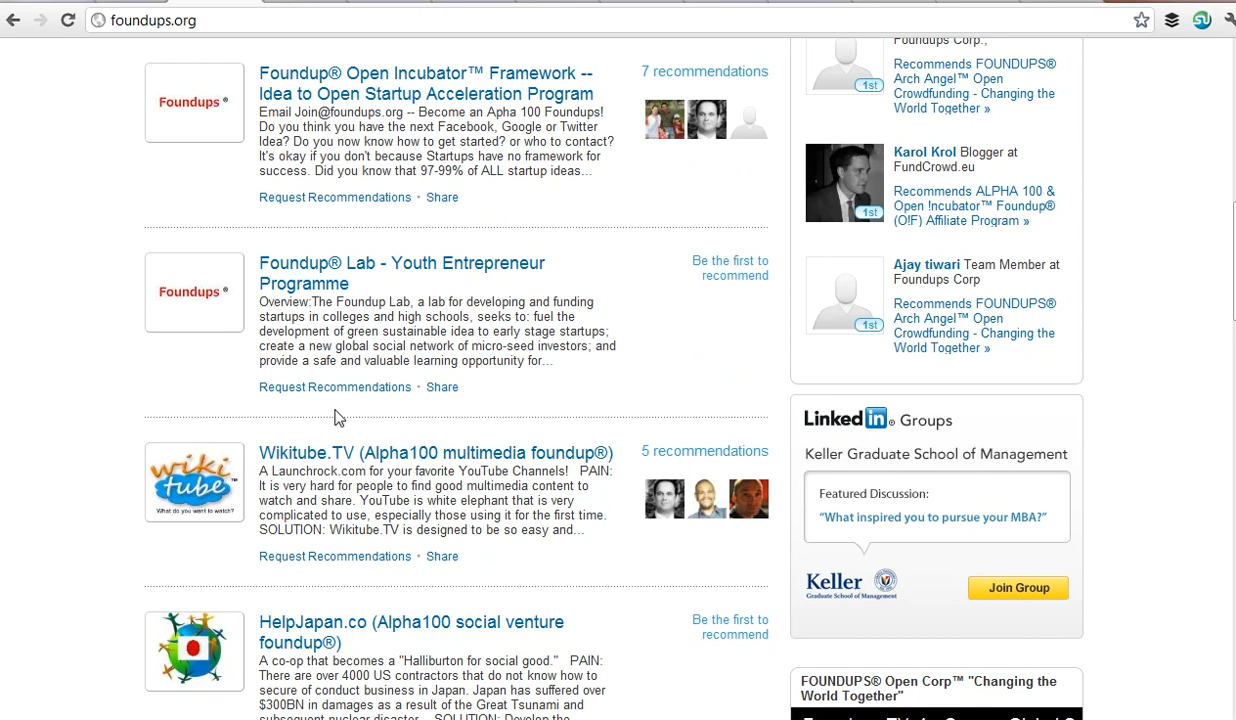 foundups.org
Foundups ®
Foundup® Open Incubator™ Framework --
Idea to Open Startup Acceleration Program
Email Join@foundups.org -- Become an Apha 100 Foundups!
Do you think you have the next Facebook, Google or Twitter
Idea? Do you now know how to get started? or who to contact?
It's okay if you don't because Startups have no framework for
success. Did you know that 97-99% of ALL startup ideas...
Request Recommendations • Share
7 recommendations
Foundups ®
Foundup® Lab - Youth Entrepreneur
Programme
Overview:The Foundup Lab, a lab for developing and funding
startups in colleges and high schools, seeks to: fuel the
development of green sustainable idea to early stage startups;
create a new global social network of micro-seed investors; and
provide a safe and valuable learning opportunity for...
Request Recommendations • Share
Be the first to
recommend
wiki
tube™
What do you want to watch?
Wikitube.TV (Alpha100 multimedia foundup®)
A Launchrock.com for your favorite YouTube Channels! PAIN:
It is very hard for people to find good multimedia content to
watch and share. YouTube is white elephant that is very
complicated to use, especially those using it for the first time.
SOLUTION: Wikitube.TV is designed to be so easy and...
Request Recommendations • Share
5 recommendations
HelpJapan.co (Alpha100 social venture
foundup®)
A co-op that becomes a "Halliburton for social good." PAIN:
There are over 4000 US contractors that do not know how to
secure of conduct business in Japan. Japan has suffered over
$300BN in damages as a result of the Great Tsunami and
subsequent nuclear disaster... SOLUTION: Develop the
Be the first to
recommend
Foundups Corp.,
Recommends FOUNDUPS®
Arch Angel™ Open
Crowdfunding - Changing the
World Together »
1st
Karol Krol Blogger at
FundCrowd.eu
Recommends ALPHA 100 &
Open !ncubator™ Foundup®
(O!F) Affiliate Program »
1st
Ajay tiwari Team Member at
Foundups Corp
Recommends FOUNDUPS®
Arch Angel™ Open
Crowdfunding - Changing the
World Together »
1st
Linked in® Groups
Keller Graduate School of Management
Featured Discussion:
“What inspired you to pursue your MBA?”
Keller
Graduate School of Management
Join Group
FOUNDUPS® Open Corp™ "Changing the
World Together"